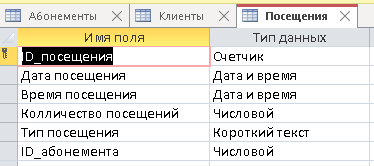 Абонементы Клиенты Посещения
Имя поля Тип данных
ID_посещения Счетчик
Дата посещения Дата и время
Время посещения Дата и время
Колличество посещений Числовой
Тип посещения Короткий текст
ID_абонемента Числовой